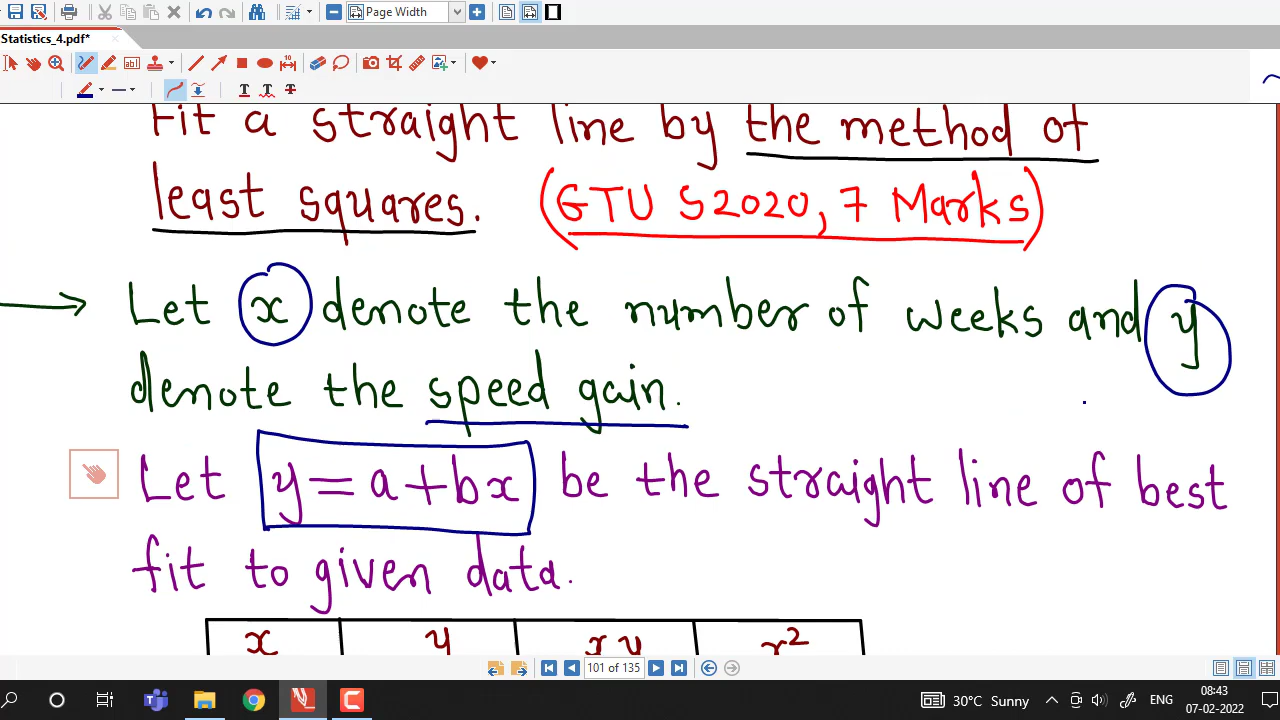 Page Width
Statistics_4.pdf*
10
Fit a straight line by the method of
least squares. (GTU S2020, 7 Marks)
Let x denote the number of weeks and y
denote the speed gain.
Let y = a + bx be the straight line of best
fit to given data.
x y xy x²
101 of 135
30°C Sunny ENG 08:43
07-02-2022